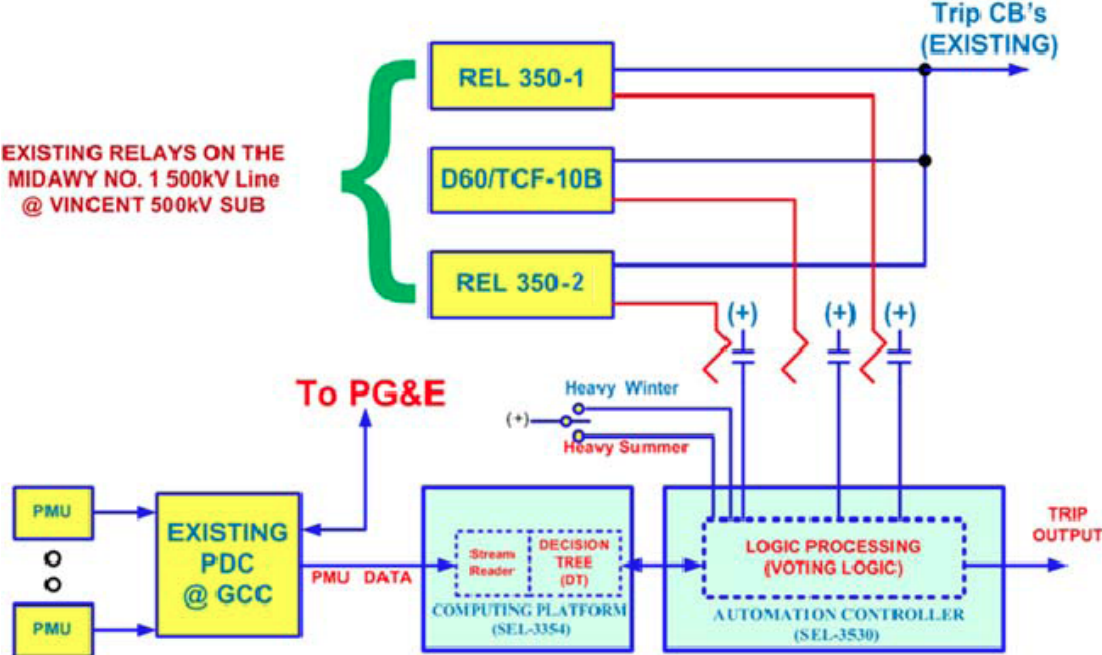 Trip CB's
(EXISTING)
REL 350-1
EXISTING RELAYS ON THE
MIDAWY NO. 1 500kV Line
@ VINCENT 500kV SUB
D60/TCF-10B
REL 350-2
(+)
(+)
(+)
To PG&E
Heavy Winter
(+)
Heavy Summer
PMU
EXISTING
PDC
@ GCC
PMU
PMU DATA
Stream
Reader
DECISION
TREE
(DT)
COMPUTING PLATFORM
(SEL-3354)
LOGIC PROCESSING
(VOTING LOGIC)
AUTOMATION CONTROLLER
(SEL-3530)
TRIP
OUTPUT